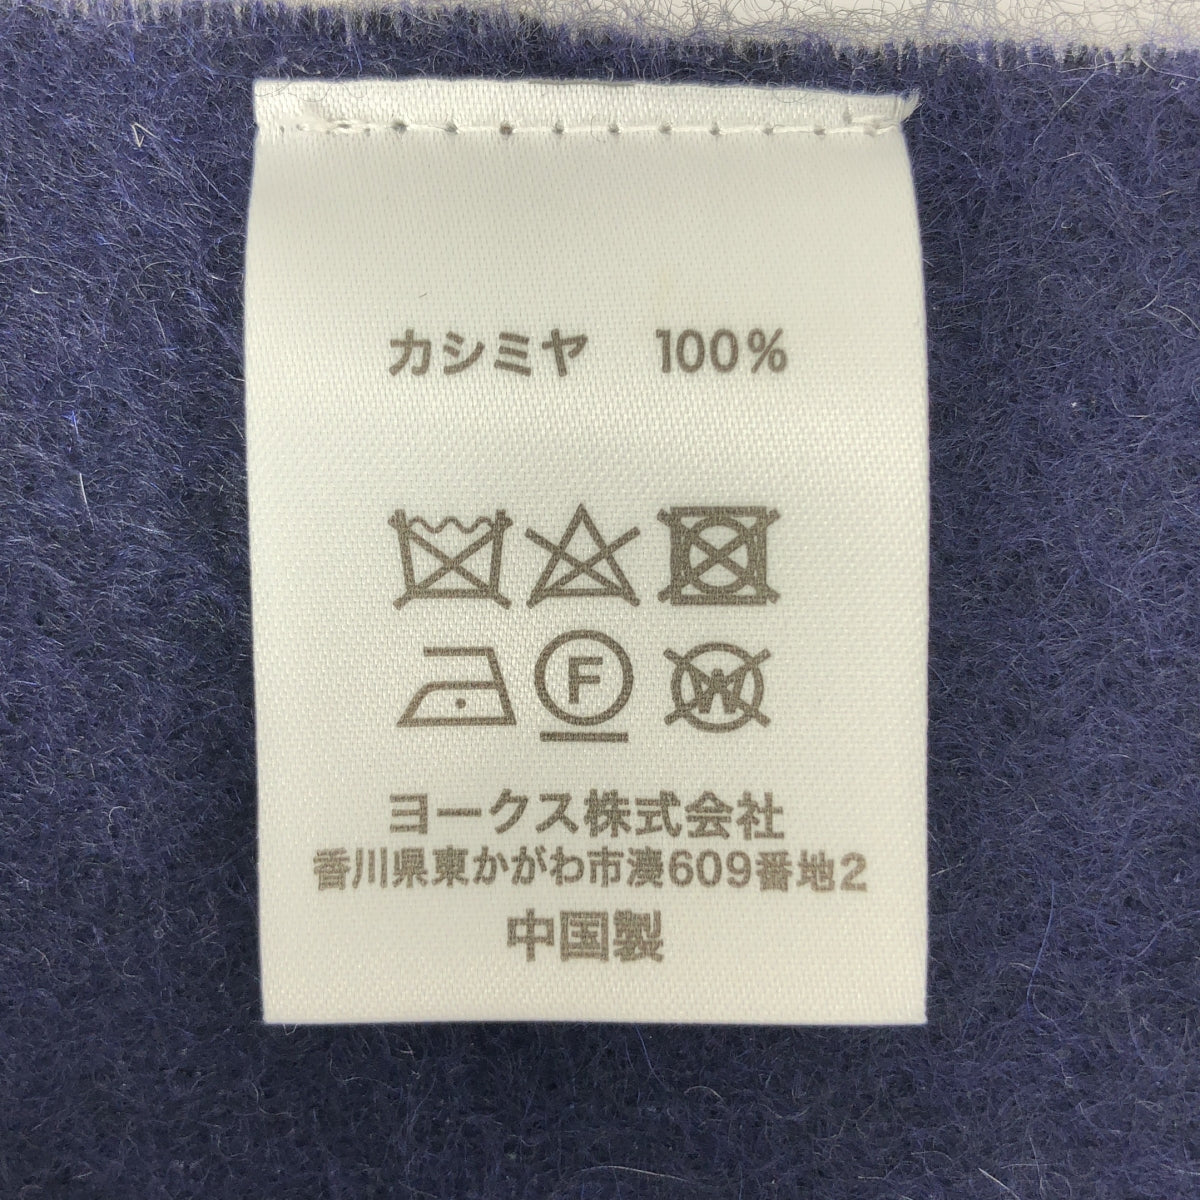 カシミヤ 100%
F
W
ヨークス株式会社
香川県東かがわ市湊609番地2
中国製